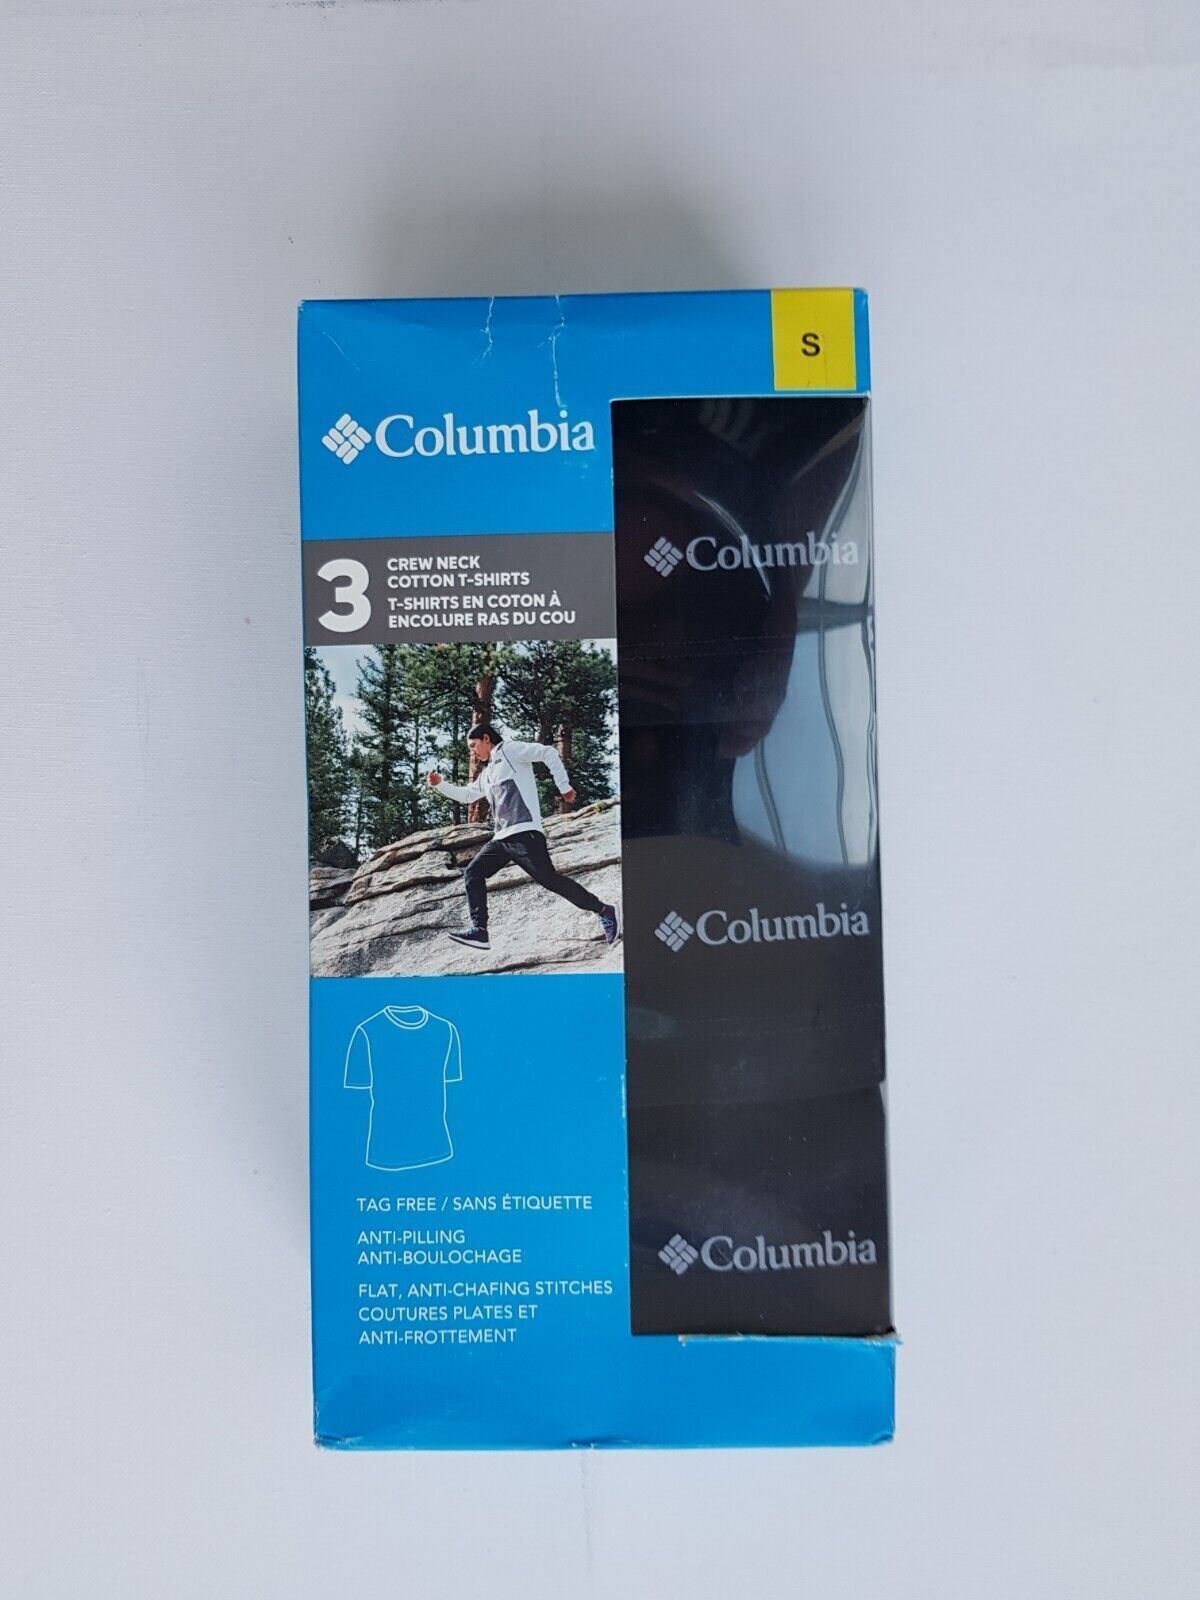 S
Columbia
3
CREW NECK
COTTON T-SHIRTS
T-SHIRTS EN COTON À
ENCOLURE RAS DU COU
Columbia
Columbia
Columbia
TAG FREE / SANS ÉTIQUETTE
ANTI-PILLING
ANTI-BOULOCHAGE
FLAT, ANTI-CHAFING STITCHES
COUTURES PLATES ET
ANTI-FROTTEMENT